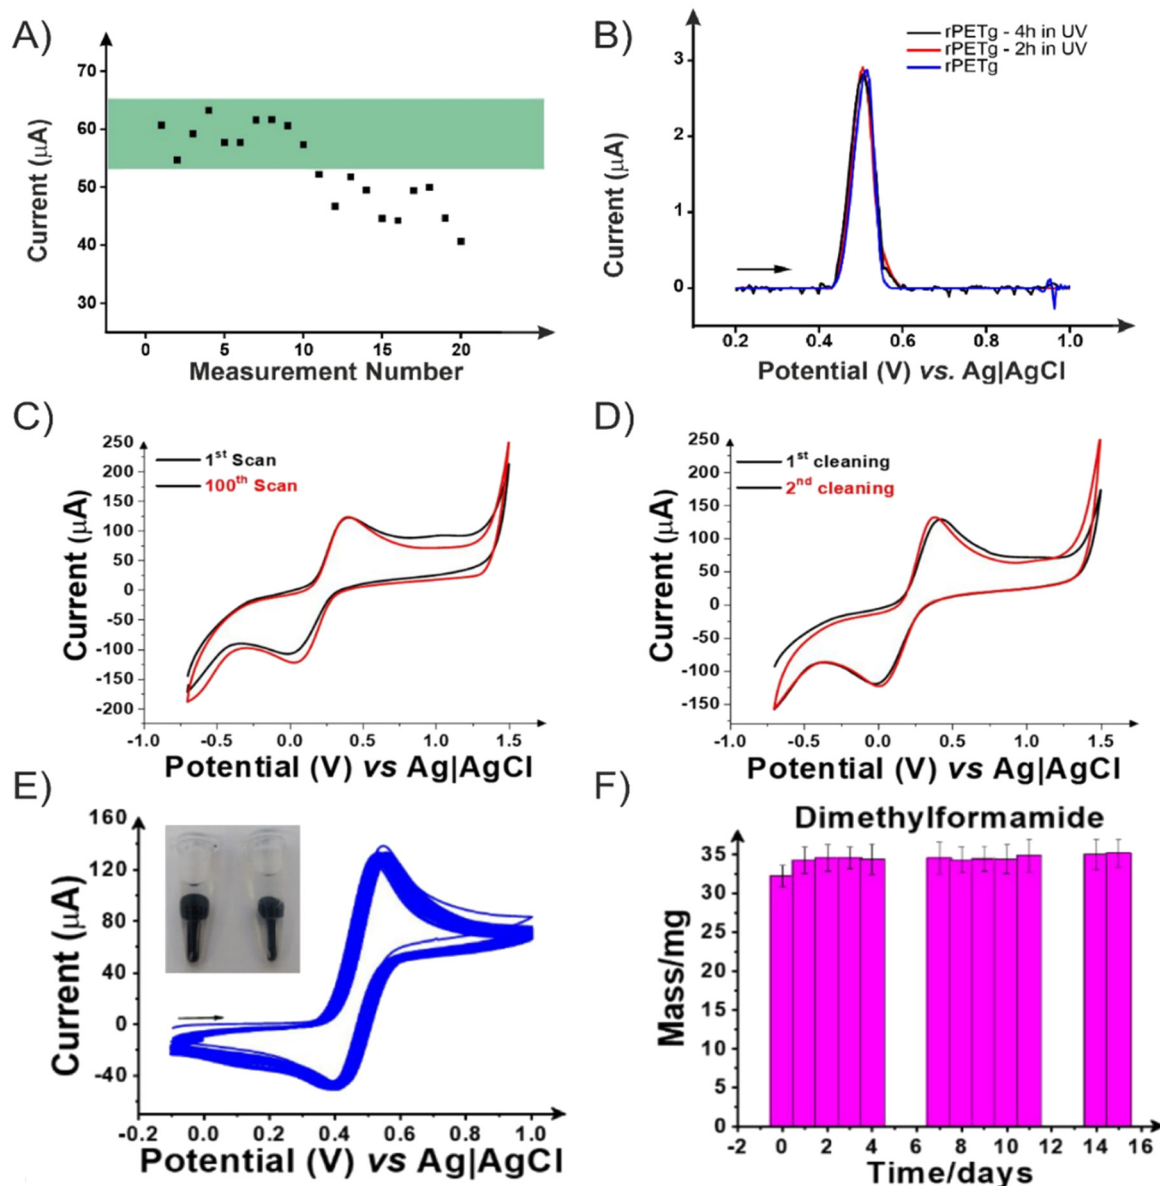 A)
Current (μA)
70
60
50
40
30
0 5 10 15 20
Measurement Number
B)
rPETg - 4h in UV
rPETg - 2h in UV
rPETg
Current (μA)
3
2
1
0
0.2 0.4 0.6 0.8 1.0
Potential (V) vs. Ag|AgCl
C)
1st Scan
100th Scan
Current (μA)
250
200
150
100
50
0
-50
-100
-150
-200
-1.0 -0.5 0.0 0.5 1.0 1.5
Potential (V) vs Ag|AgCl
D)
1st cleaning
2nd cleaning
Current (μA)
250
200
150
100
50
0
-50
-100
-150
-1.0 -0.5 0.0 0.5 1.0 1.5
Potential (V) vs Ag|AgCl
E)
Current (μA)
160
120
80
40
0
-40
-0.2 0.0 0.2 0.4 0.6 0.8 1.0
Potential (V) vs Ag|AgCl
F)
Dimethylformamide
Mass/mg
35
30
25
20
15
10
5
0
-2 0 2 4 6 8 10 12 14 16
Time/days